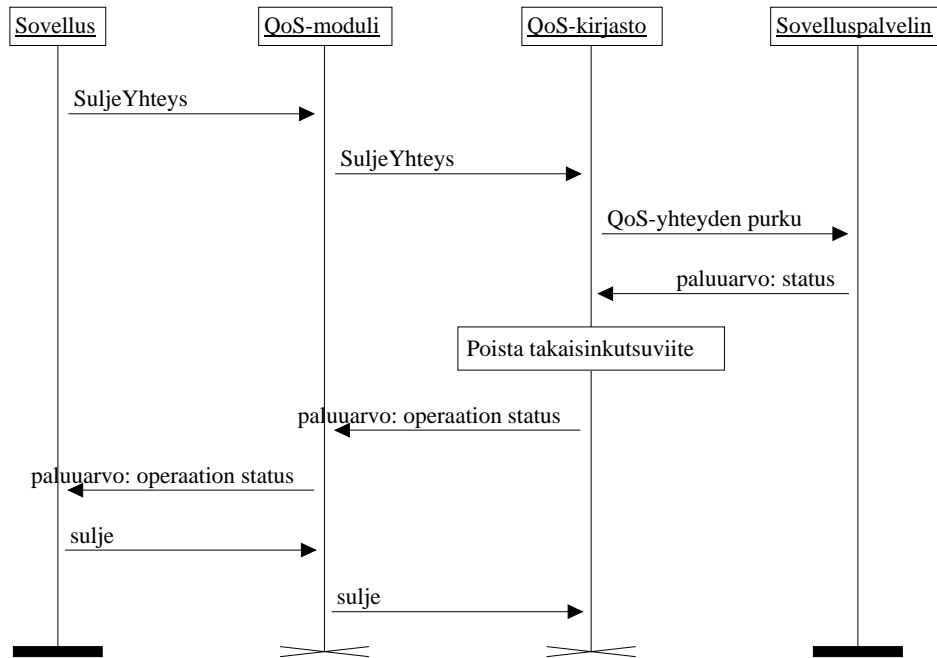 Sovellus
QoS-moduli
QoS-kirjasto
Sovelluspalvelin
SuljeYhteys
SuljeYhteys
QoS-yhteyden purku
paluuarvo: status
Poista takaisinkutsuviite
paluuarvo: operaation status
paluuarvo: operaation status
sulje
sulje